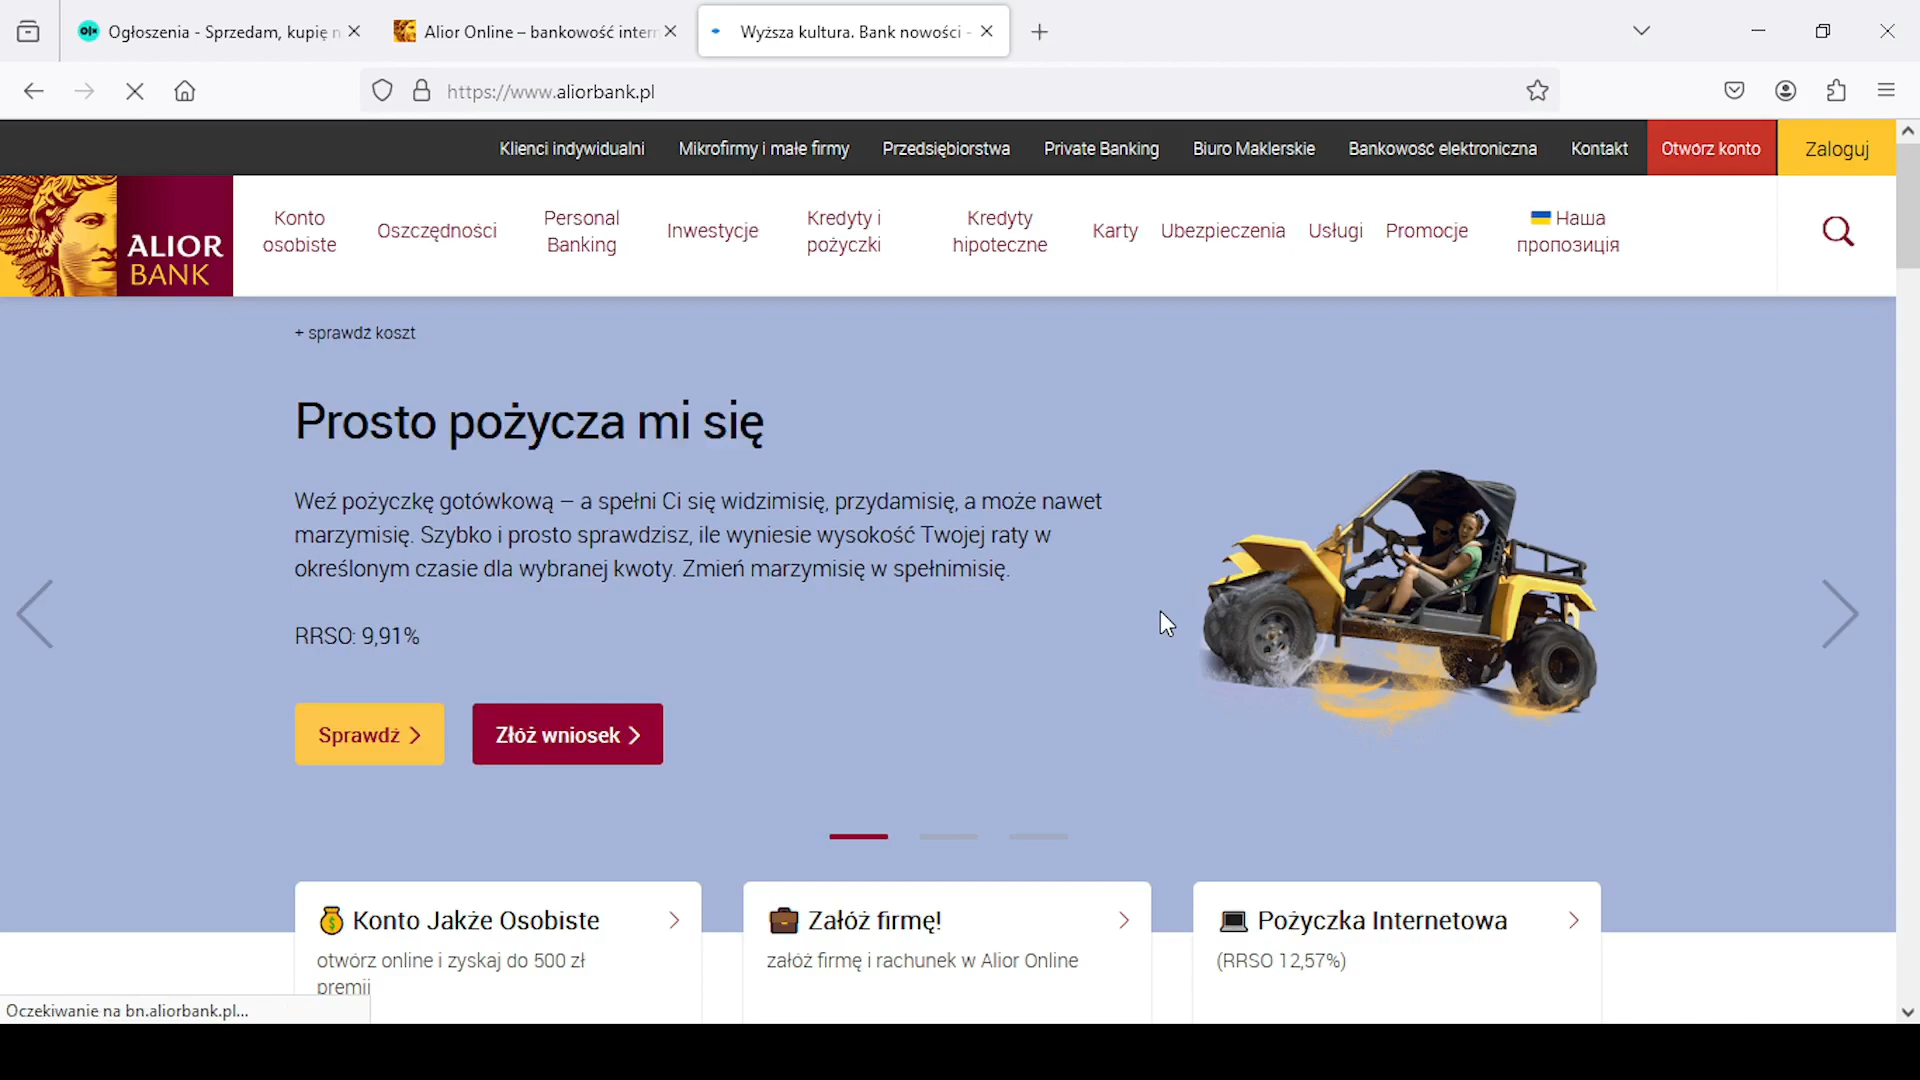 Ogłoszenia - Sprzedam, kupię n
Alior Online – bankowość intern
Wyższa kultura. Bank nowości -
https://www.aliorbank.pl
Klienci indywidualni
Mikrofirmy i małe firmy
Przedsiębiorstwa
Private Banking
Biuro Maklerskie
Bankowość elektroniczna
Kontakt
Otwórz konto
Zaloguj
ALIOR
BANK
Konto
osobiste
Oszczędności
Personal
Banking
Inwestycje
Kredyty i
pożyczki
Kredyty
hipoteczne
Karty
Ubezpieczenia
Usługi
Promocje
Наша
пропозиція
+ sprawdź koszt
Prosto pożycza mi się
Weź pożyczkę gotówkową – a spełni Ci się widzimisię, przydamisię, a może nawet
marzymisię. Szybko i prosto sprawdzisz, ile wyniesie wysokość Twojej raty w
określonym czasie dla wybranej kwoty. Zmień marzymisię w spełnimisię.
RRSO: 9,91%
Sprawdź
Złóż wniosek
Konto Jakże Osobiste
otwórz online i zyskaj do 500 zł
premii
Załóż firmę!
załóż firmę i rachunek w Alior Online
Pożyczka Internetowa
(RRSO 12,57%)
Oczekiwanie na bn.aliorbank.pl...